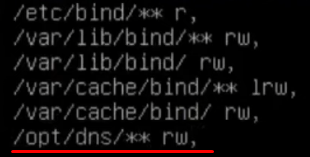 /etc/bind/** r,
/var/lib/bind/** rw,
/var/lib/bind/ rw,
/var/cache/bind/** lrw,
/var/cache/bind/ rw,
/opt/dns/** rw,